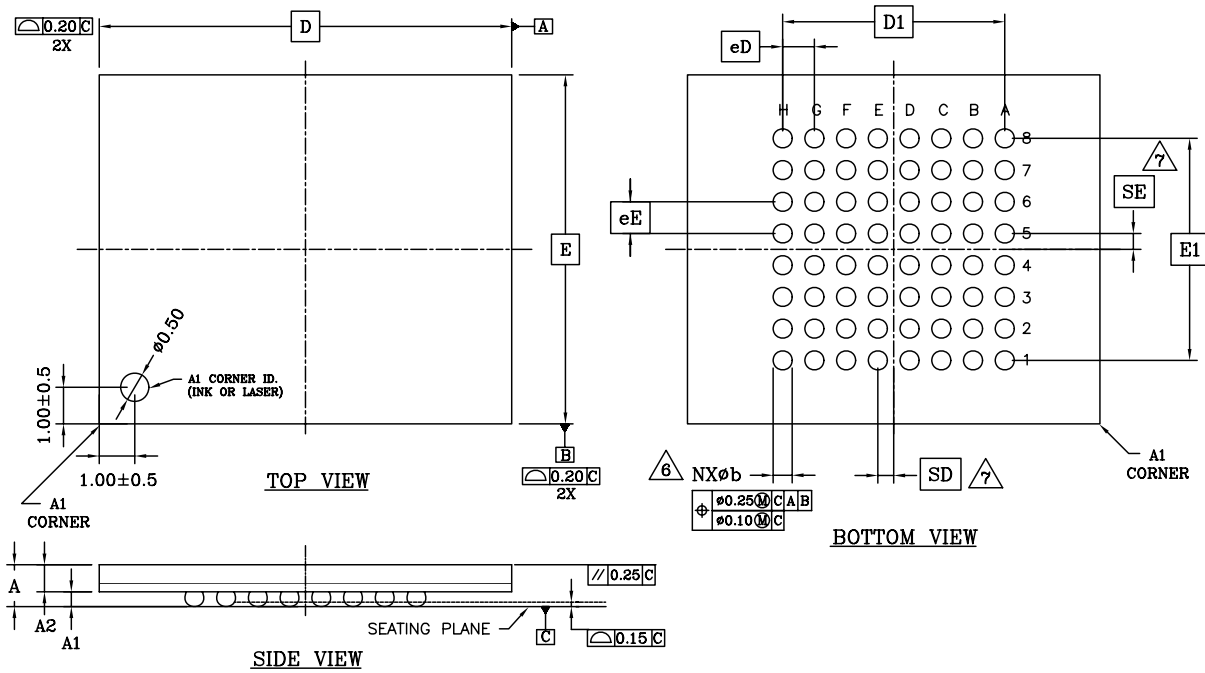 ⌓ 0.20 C
2X
D
A
E
ø0.50
A1 CORNER ID.
(INK OR LASER)
1.00±0.5
1.00±0.5
A1
CORNER
TOP VIEW
B
⌓ 0.20 C
2X
D1
eD
H G F E D C B A
8
7
6
5
4
3
2
1
7
SE
eE
E1
6 NXøb
⌖ ø0.25 Ⓜ C A B
ø0.10 Ⓜ C
SD 7
A1
CORNER
BOTTOM VIEW
A
A2
A1
// 0.25 C
SEATING PLANE
C
⌓ 0.15 C
SIDE VIEW